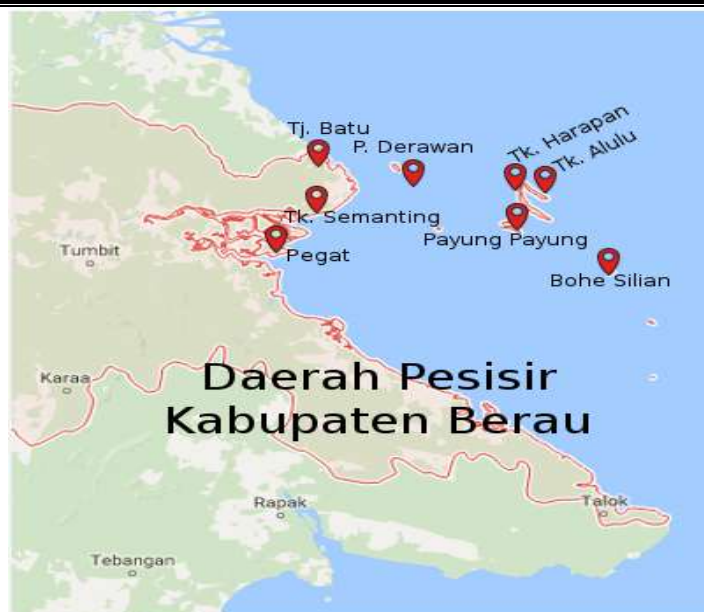 Tj. Batu
P. Derawan
Tk. Harapan
Tk. Alulu
Tk. Semanting
Payung Payung
Pegat
Tumbit
Bohe Silian
Daerah Pesisir
Kabupaten Berau
Karaa
Rapak
Talok
Tebangan